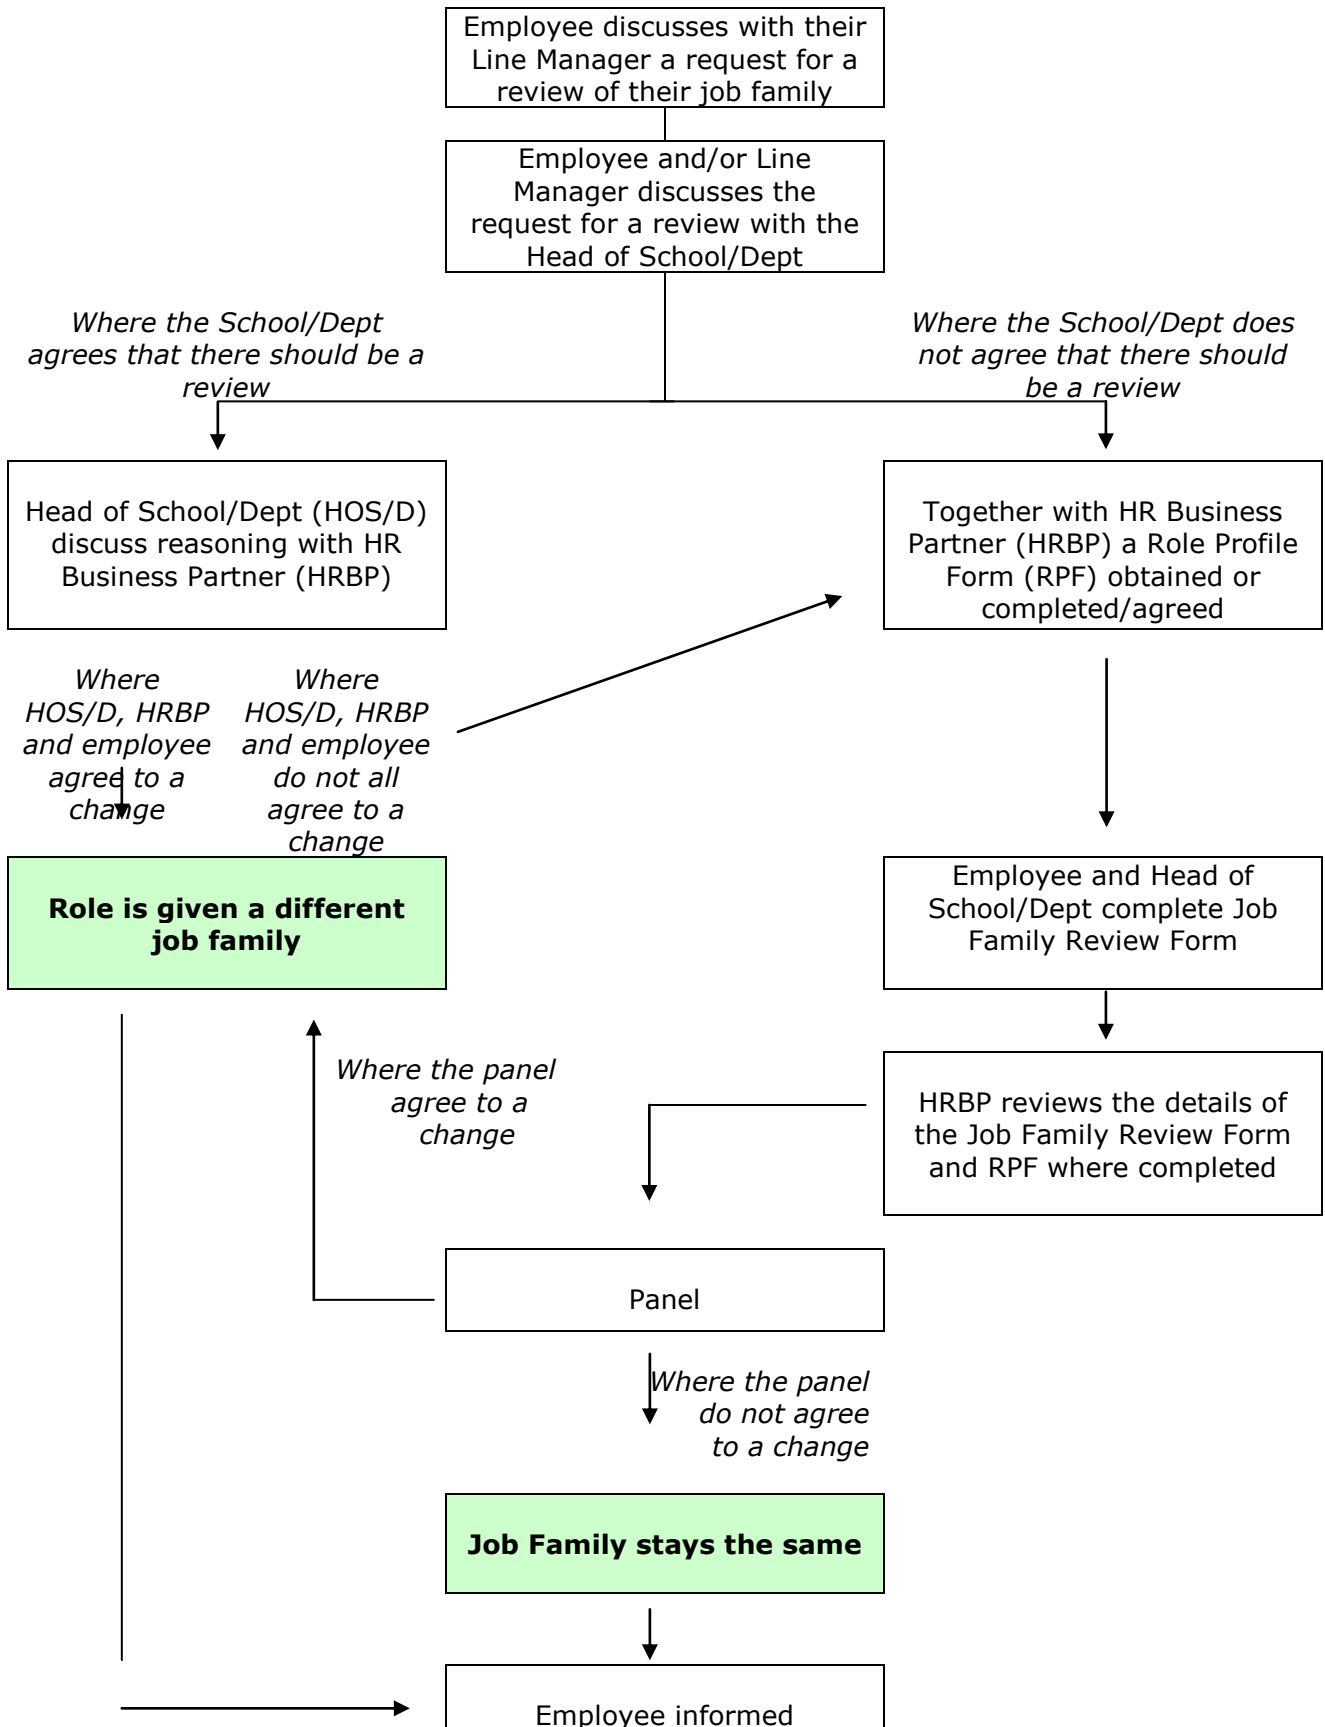 Employee discusses with their
Line Manager a request for a
review of their job family
Employee and/or Line
Manager discusses the
request for a review with the
Head of School/Dept
Where the School/Dept
agrees that there should be a
review
Where the School/Dept does
not agree that there should
be a review
Head of School/Dept (HOS/D)
discuss reasoning with HR
Business Partner (HRBP)
Together with HR Business
Partner (HRBP) a Role Profile
Form (RPF) obtained or
completed/agreed
Where
HOS/D, HRBP
and employee
agree to a
change
Where
HOS/D, HRBP
and employee
do not all
agree to a
change
Role is given a different
job family
Employee and Head of
School/Dept complete Job
Family Review Form
Where the panel
agree to a
change
HRBP reviews the details of
the Job Family Review Form
and RPF where completed
Panel
Where the panel
do not agree
to a change
Job Family stays the same
Employee informed